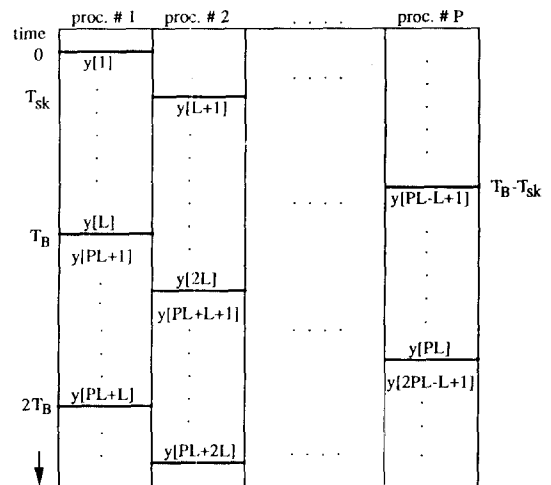 proc. # 1 proc. # 2 . . . . proc. # P
time
0
y[1]
. . . .
T_sk
y[L+1]
T_B-T_sk
y[PL-L+1]
. . . .
y[L]
T_B
y[PL+1]
y[2L]
y[PL+L+1]
. . . .
y[PL]
y[2PL-L+1]
y[PL+L]
2T_B
y[PL+2L]
. . . .